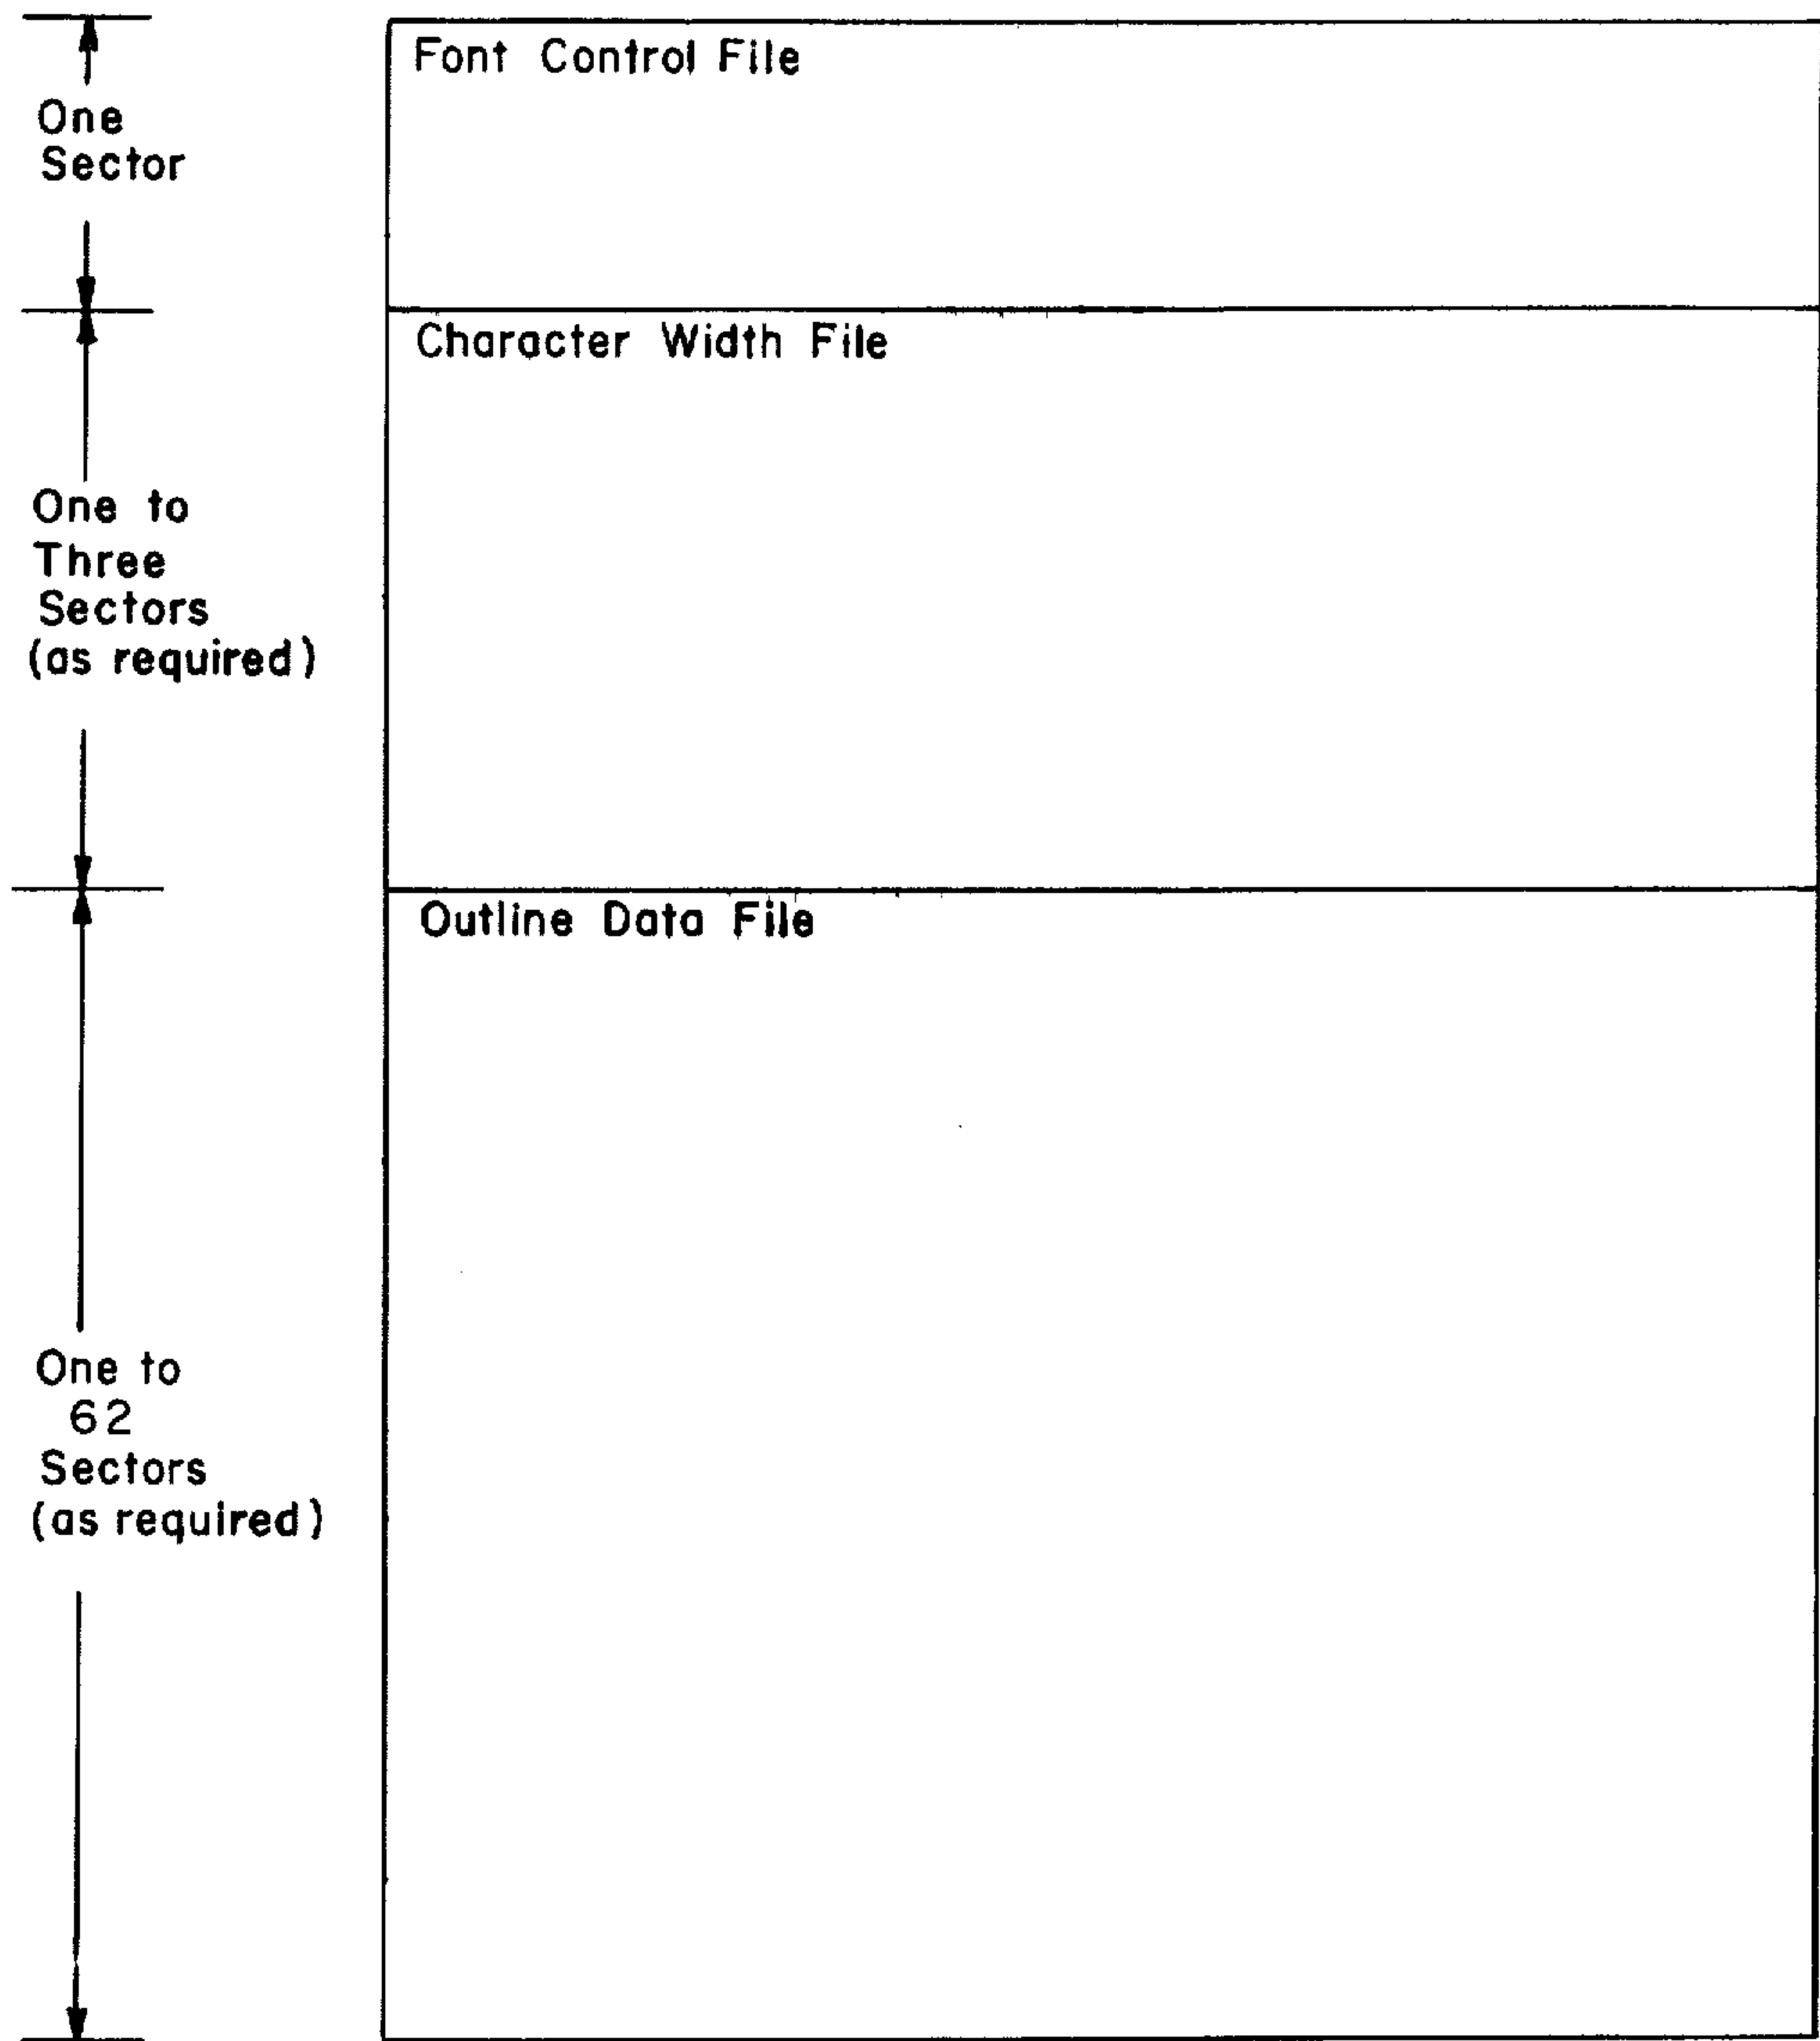 Font Control File
One
Sector
Character Width File
One to
Three
Sectors
(as required)
Outline Data File
One to
62
Sectors
(as required)